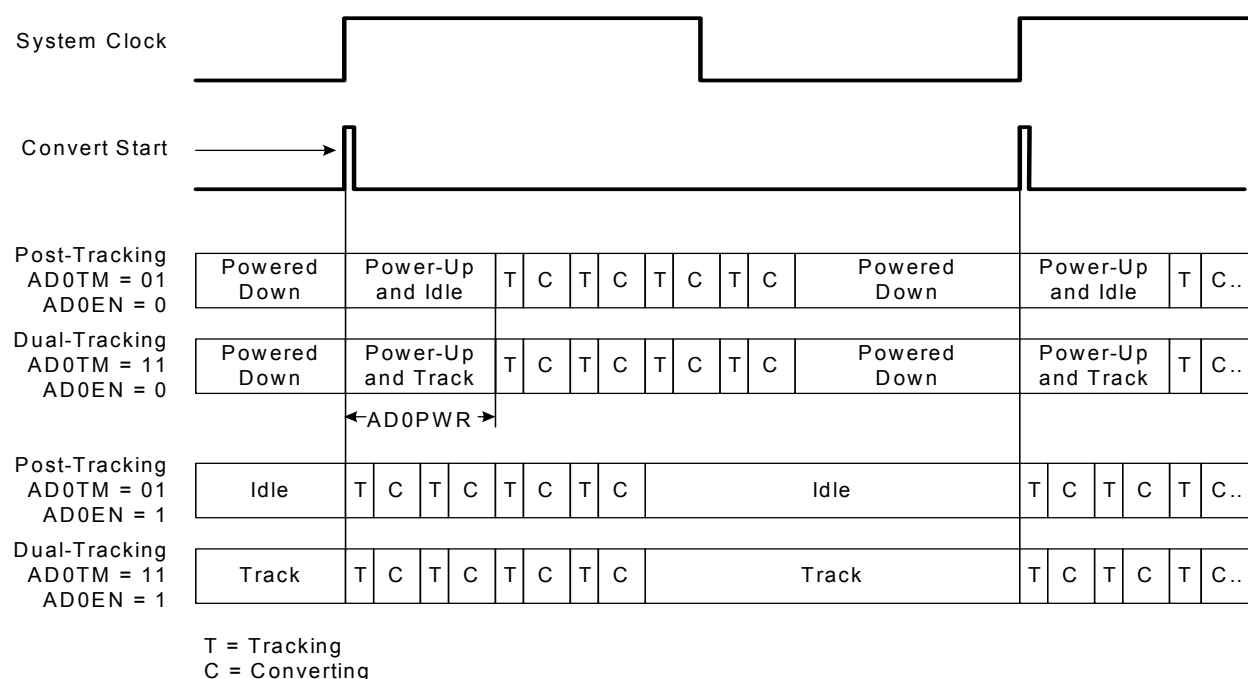 System Clock
Convert Start
Post-Tracking
AD0TM = 01
AD0EN = 0
Powered
Down
Power-Up
and Idle
T C T C T C T C
Powered
Down
Power-Up
and Idle
T C..
Dual-Tracking
AD0TM = 11
AD0EN = 0
Powered
Down
Power-Up
and Track
T C T C T C T C
Powered
Down
Power-Up
and Track
T C..
AD0PWR
Post-Tracking
AD0TM = 01
AD0EN = 1
Idle T C T C T C T C Idle T C T C T C..
Dual-Tracking
AD0TM = 11
AD0EN = 1
Track T C T C T C T C Track T C T C T C..
T = Tracking
C = Converting